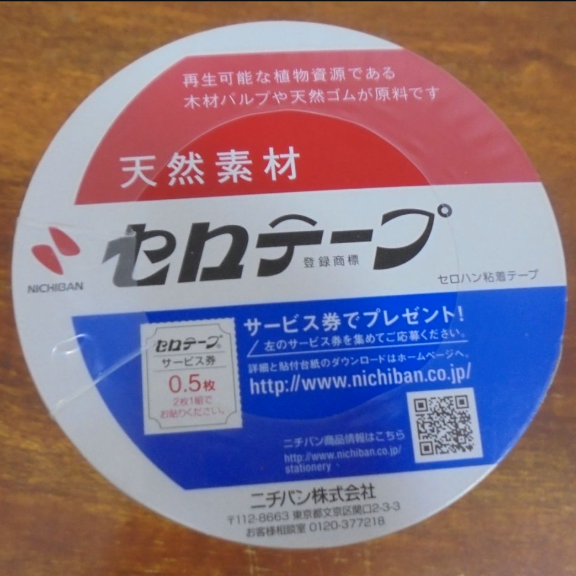 再生可能な植物資源である
木材パルプや天然ゴムが原料です
天然素材
セロテープ®
登録商標
NICHIBAN
セロハン粘着テープ
サービス券でプレゼント!
左のサービス券を集めてご応募ください。
詳細と貼付台紙のダウンロードはホームページへ。
http://www.nichiban.co.jp/
セロテープ®
サービス券
0.5枚
2枚1組で
お貼りください。
ニチバン商品情報はこちら
http://www.nichiban.co.jp/
stationery
ニチバン株式会社
〒112-8663 東京都文京区関口2-3-3
お客様相談室 0120-377218